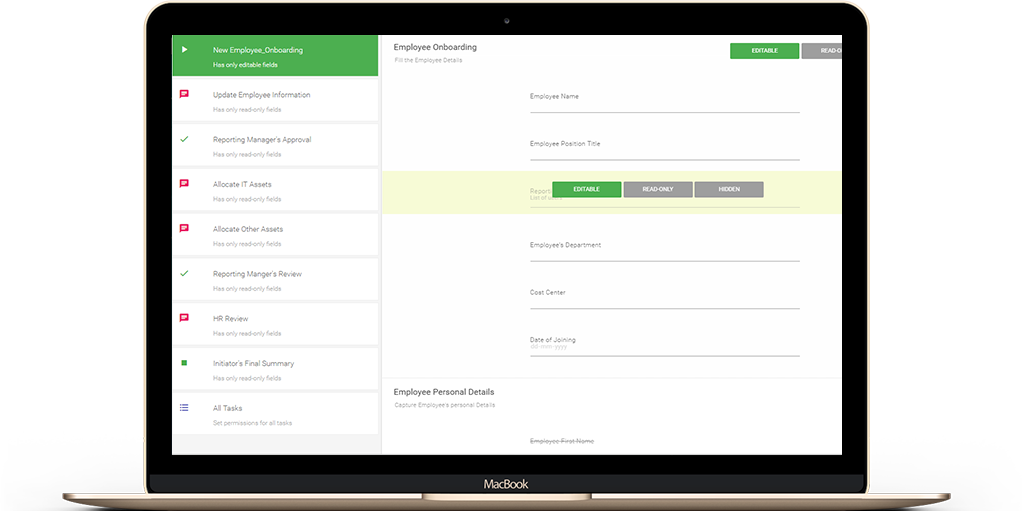 New Employee_Onboarding
Has only editable fields
Update Employee Information
Has only read-only fields
Reporting Manager's Approval
Has only read-only fields
Allocate IT Assets
Has only read-only fields
Allocate Other Assets
Has only read-only fields
Reporting Manger's Review
Has only read-only fields
HR Review
Has only read-only fields
Initiator's Final Summary
Has only read-only fields
All Tasks
Set permissions for all tasks
Employee Onboarding
Fill the Employee Details
EDITABLE
Employee Name
Employee Position Title
EDITABLE READ-ONLY HIDDEN
List of users
Employee's Department
Cost Center
Date of Joining
dd-mm-yyyy
Employee Personal Details
Capture Employee's personal Details
Employee First Name
MacBook